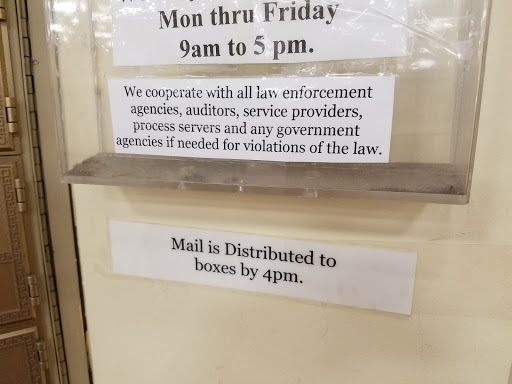 Mon thru Friday
9am to 5 pm.
We cooperate with all law enforcement
agencies, auditors, service providers,
process servers and any government
agencies if needed for violations of the law.
Mail is Distributed to
boxes by 4pm.